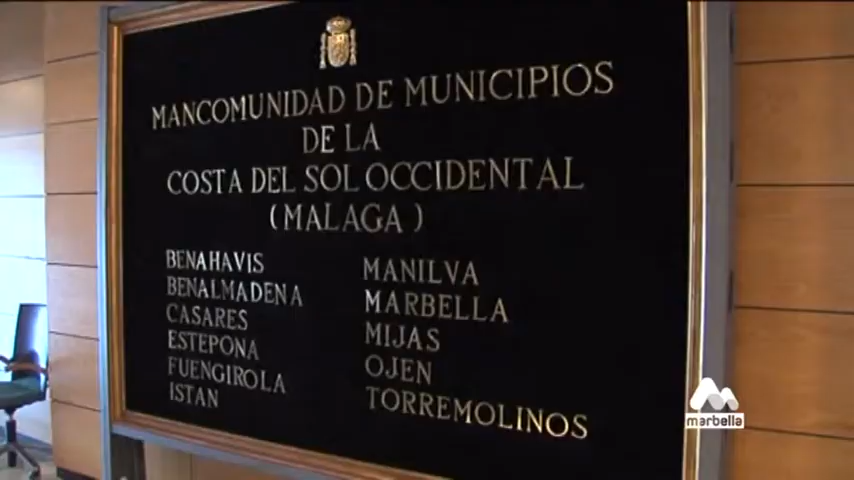 MANCOMUNIDAD DE MUNICIPIOS
DE LA
COSTA DEL SOL OCCIDENTAL
(MALAGA)
BENAHAVIS
BENALMADENA
CASARES
ESTEPONA
FUENGIROLA
ISTAN
MANILVA
MARBELLA
MIJAS
OJEN
TORREMOLINOS
marbella